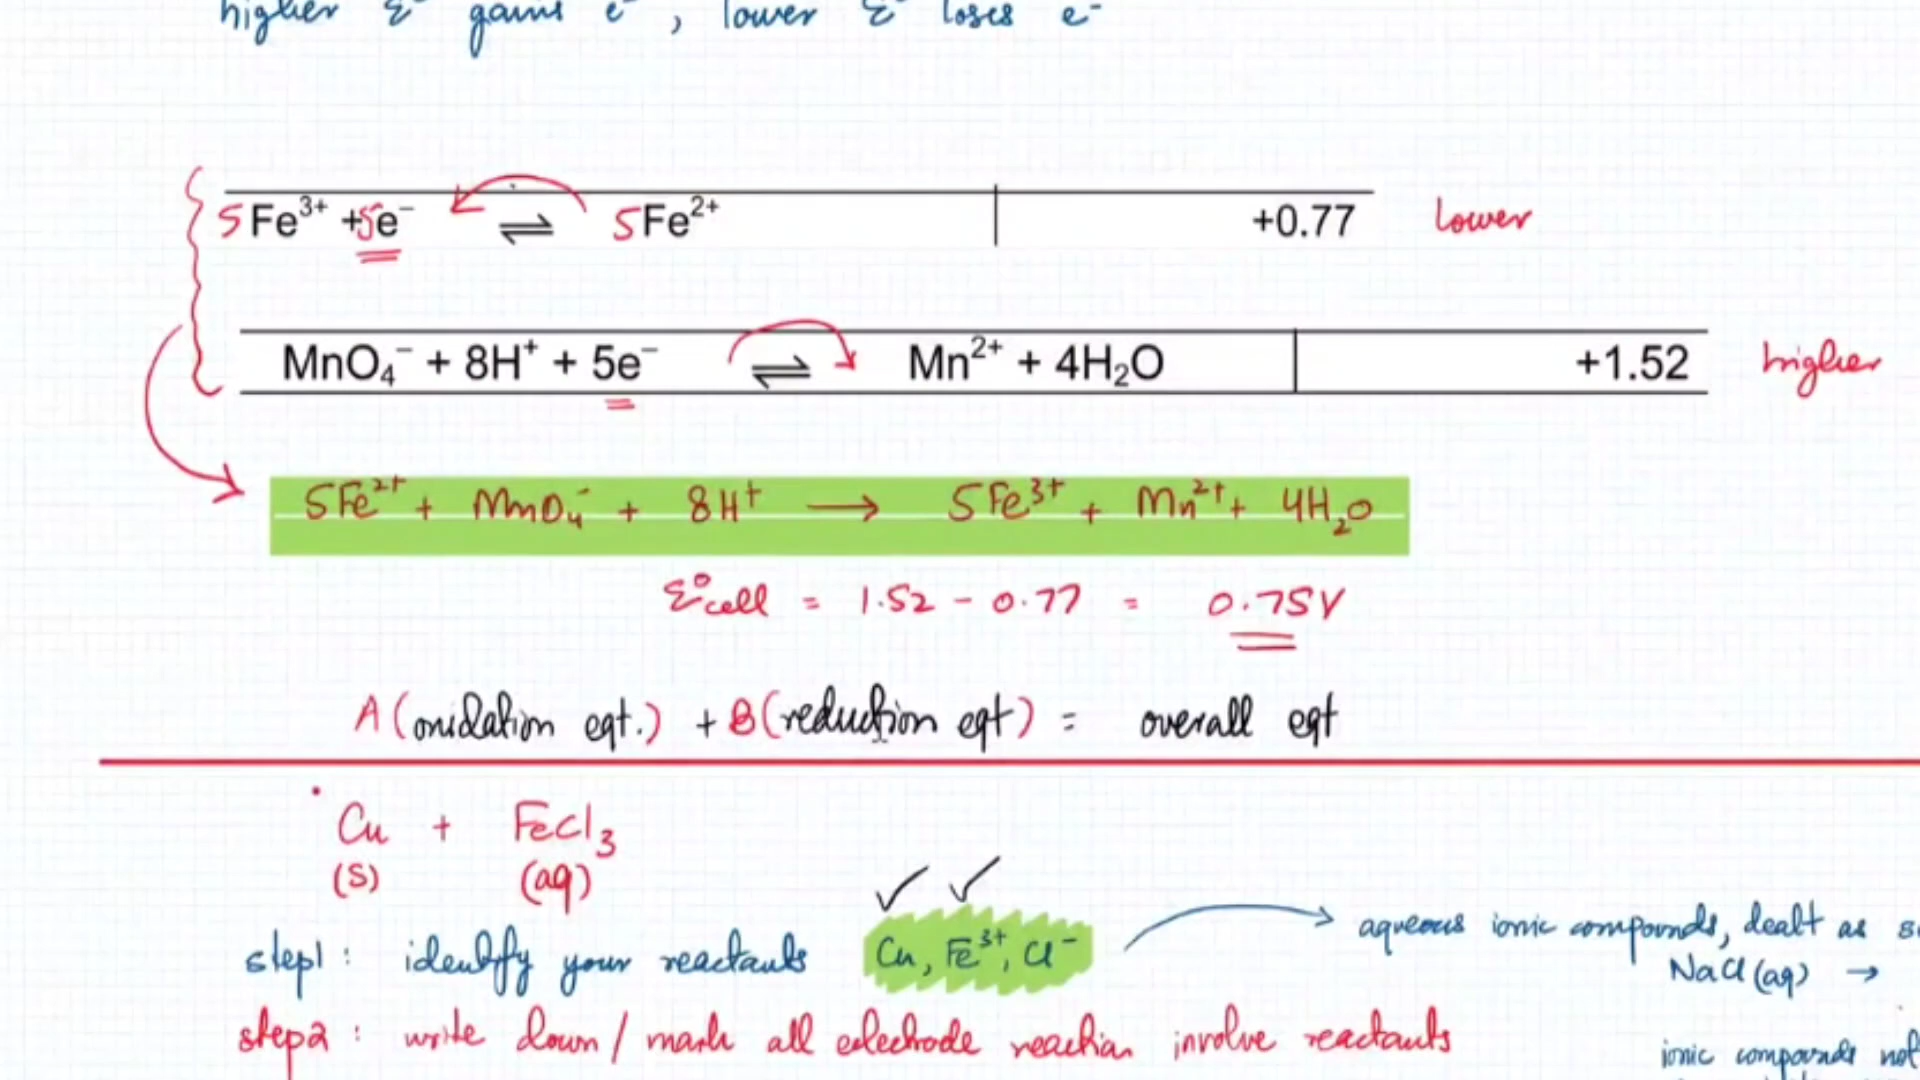 higher Ɛ° gains e⁻ , lower Ɛ° loses e⁻
5Fe³⁺ + 5e⁻ ⇌ 5Fe²⁺ +0.77 lower
MnO₄⁻ + 8H⁺ + 5e⁻ ⇌ Mn²⁺ + 4H₂O +1.52 higher
5Fe²⁺ + MnO₄⁻ + 8H⁺ → 5Fe³⁺ + Mn²⁺ + 4H₂O
Ɛ°cell = 1.52 - 0.77 = 0.75V
A (oxidation eqt.) + B (reduction eqt) = overall eqt
Cu + FeCl₃
(s) (aq)
step1 : identify your reactants Cu, Fe³⁺, Cl⁻
aqueous ionic compounds, dealt as
NaCl (aq) →
step2 : write down / mark all electrode reaction involve reactants
ionic compounds not